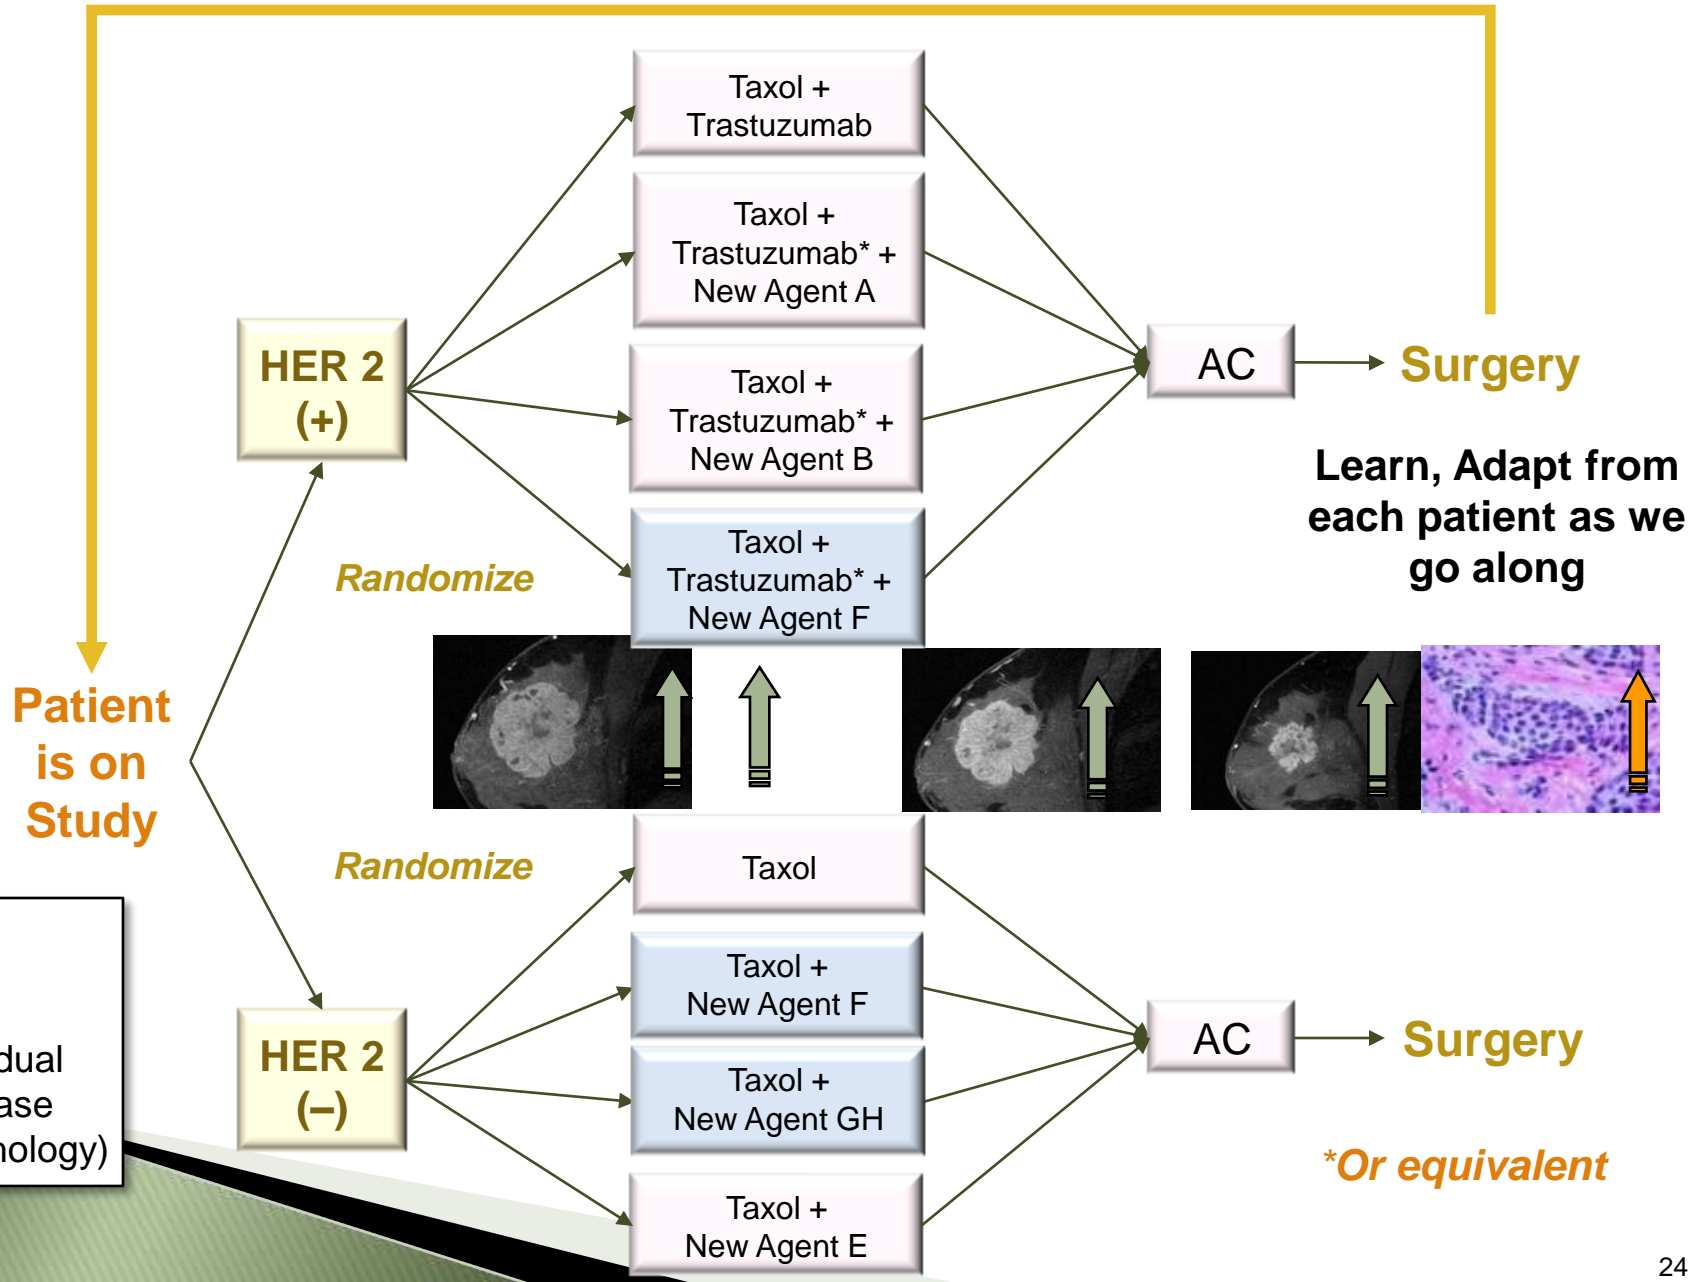 Taxol +
Trastuzumab
Taxol +
Trastuzumab* +
New Agent A
HER 2
(+)
Taxol +
Trastuzumab* +
New Agent B
AC
Surgery
Learn, Adapt from
each patient as we
go along
Randomize
Taxol +
Trastuzumab* +
New Agent F
Patient
is on
Study
Randomize
Taxol
Taxol +
New Agent F
HER 2
(–)
Taxol +
New Agent GH
AC
Surgery
Taxol +
New Agent E
*Or equivalent
dual
ase
hology)
24